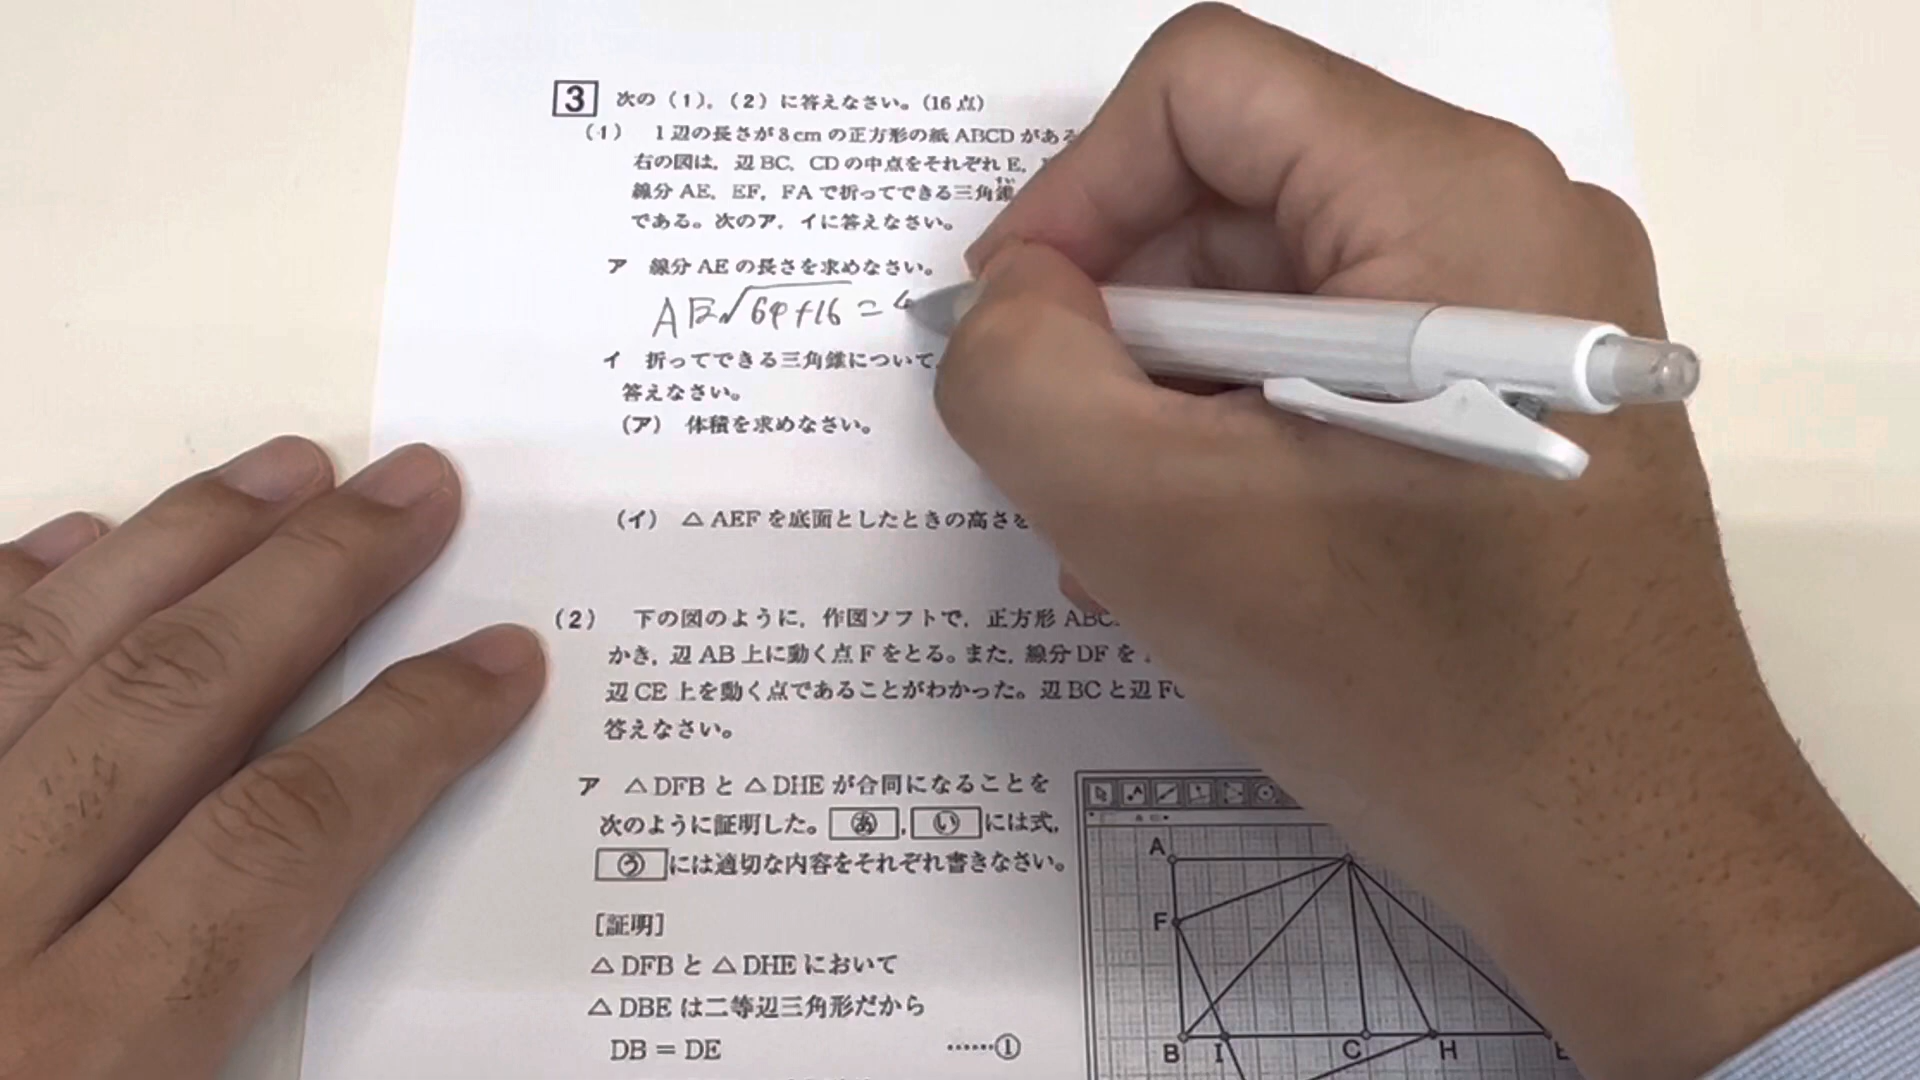 3 次の（1），（2）に答えなさい。（16点）
（1） 1辺の長さが8cmの正方形の紙ABCDがある
右の図は，辺BC，CDの中点をそれぞれE，
線分AE，EF，FAで折ってできる三角錐
すい
である。次のア，イに答えなさい。
ア 線分AEの長さを求めなさい。
AE√64+16 = 4
イ 折ってできる三角錐について，
答えなさい。
（ア） 体積を求めなさい。
（イ） △AEFを底面としたときの高さを
（2） 下の図のように，作図ソフトで，正方形ABC
かき，辺AB上に動く点Fをとる。また，線分DFを
辺CE上を動く点であることがわかった。辺BCと辺F
答えなさい。
ア △DFBと△DHEが合同になることを
次のように証明した。 あ ， い には式，
う には適切な内容をそれぞれ書きなさい。
［証明］
△DFBと△DHEにおいて
△DBEは二等辺三角形だから
DB＝DE ……①
A
F
B I C H E